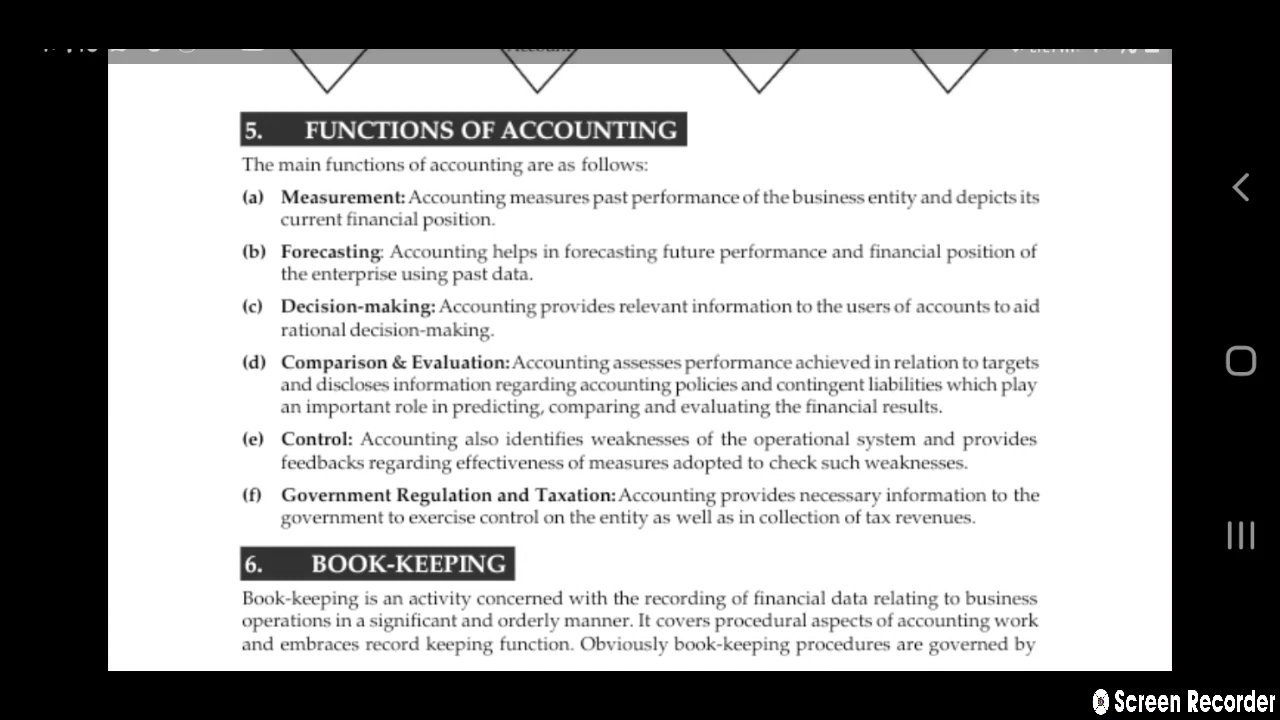 Account
5. FUNCTIONS OF ACCOUNTING
The main functions of accounting are as follows:
(a) Measurement: Accounting measures past performance of the business entity and depicts its
current financial position.
(b) Forecasting: Accounting helps in forecasting future performance and financial position of
the enterprise using past data.
(c) Decision-making: Accounting provides relevant information to the users of accounts to aid
rational decision-making.
(d) Comparison & Evaluation: Accounting assesses performance achieved in relation to targets
and discloses information regarding accounting policies and contingent liabilities which play
an important role in predicting, comparing and evaluating the financial results.
(e) Control: Accounting also identifies weaknesses of the operational system and provides
feedbacks regarding effectiveness of measures adopted to check such weaknesses.
(f) Government Regulation and Taxation: Accounting provides necessary information to the
government to exercise control on the entity as well as in collection of tax revenues.
6. BOOK-KEEPING
Book-keeping is an activity concerned with the recording of financial data relating to business
operations in a significant and orderly manner. It covers procedural aspects of accounting work
and embraces record keeping function. Obviously book-keeping procedures are governed by
Screen Recorder